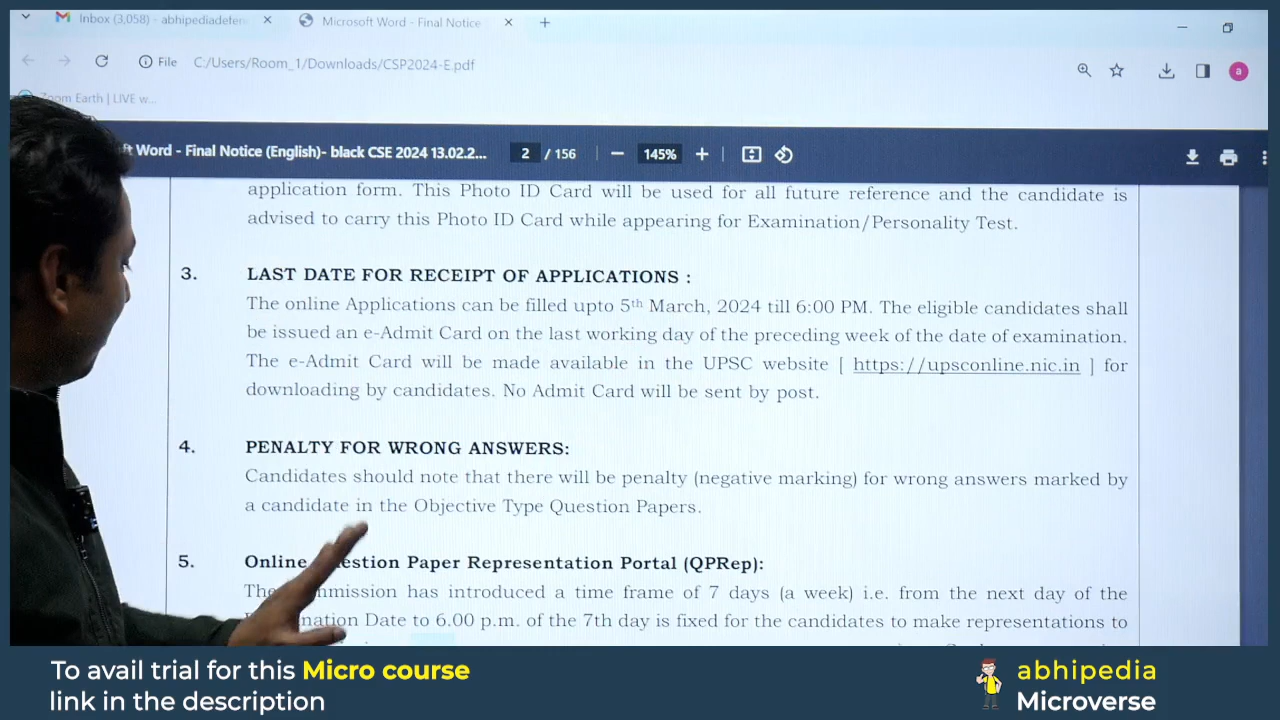 Inbox (3,058) - abhipediadefen
Microsoft Word - Final Notice
File C:/Users/Room_1/Downloads/CSP2024-E.pdf
a
Zoom Earth | LIVE w...
Word - Final Notice (English)- black CSE 2024 13.02.2...
2 / 156
145%
application form. This Photo ID Card will be used for all future reference and the candidate is
advised to carry this Photo ID Card while appearing for Examination/Personality Test.
3. LAST DATE FOR RECEIPT OF APPLICATIONS :
The online Applications can be filled upto 5th March, 2024 till 6:00 PM. The eligible candidates shall
be issued an e-Admit Card on the last working day of the preceding week of the date of examination.
The e-Admit Card will be made available in the UPSC website [ https://upsconline.nic.in ] for
downloading by candidates. No Admit Card will be sent by post.
4. PENALTY FOR WRONG ANSWERS:
Candidates should note that there will be penalty (negative marking) for wrong answers marked by
a candidate in the Objective Type Question Papers.
5. Online Question Paper Representation Portal (QPRep):
The Commission has introduced a time frame of 7 days (a week) i.e. from the next day of the
Examination Date to 6.00 p.m. of the 7th day is fixed for the candidates to make representations to
To avail trial for this Micro course
link in the description
abhipedia
Microverse